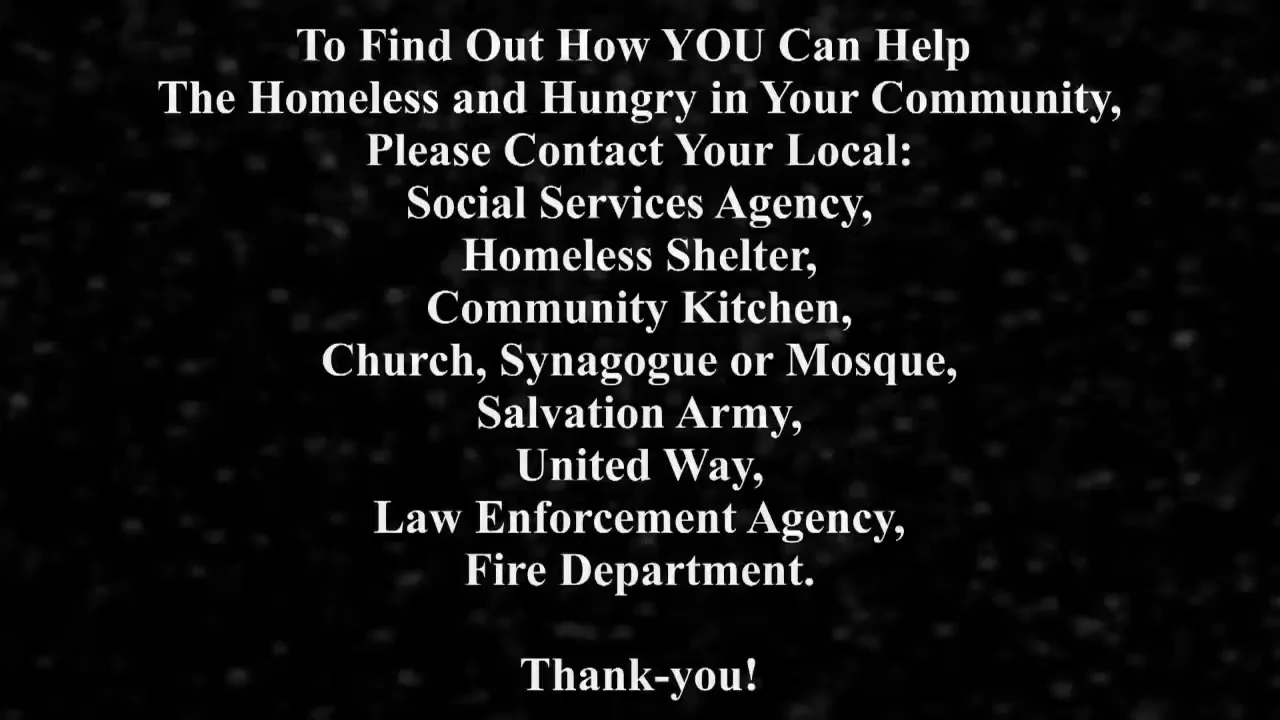 To Find Out How YOU Can Help
The Homeless and Hungry in Your Community,
Please Contact Your Local:
Social Services Agency,
Homeless Shelter,
Community Kitchen,
Church, Synagogue or Mosque,
Salvation Army,
United Way,
Law Enforcement Agency,
Fire Department.
Thank-you!